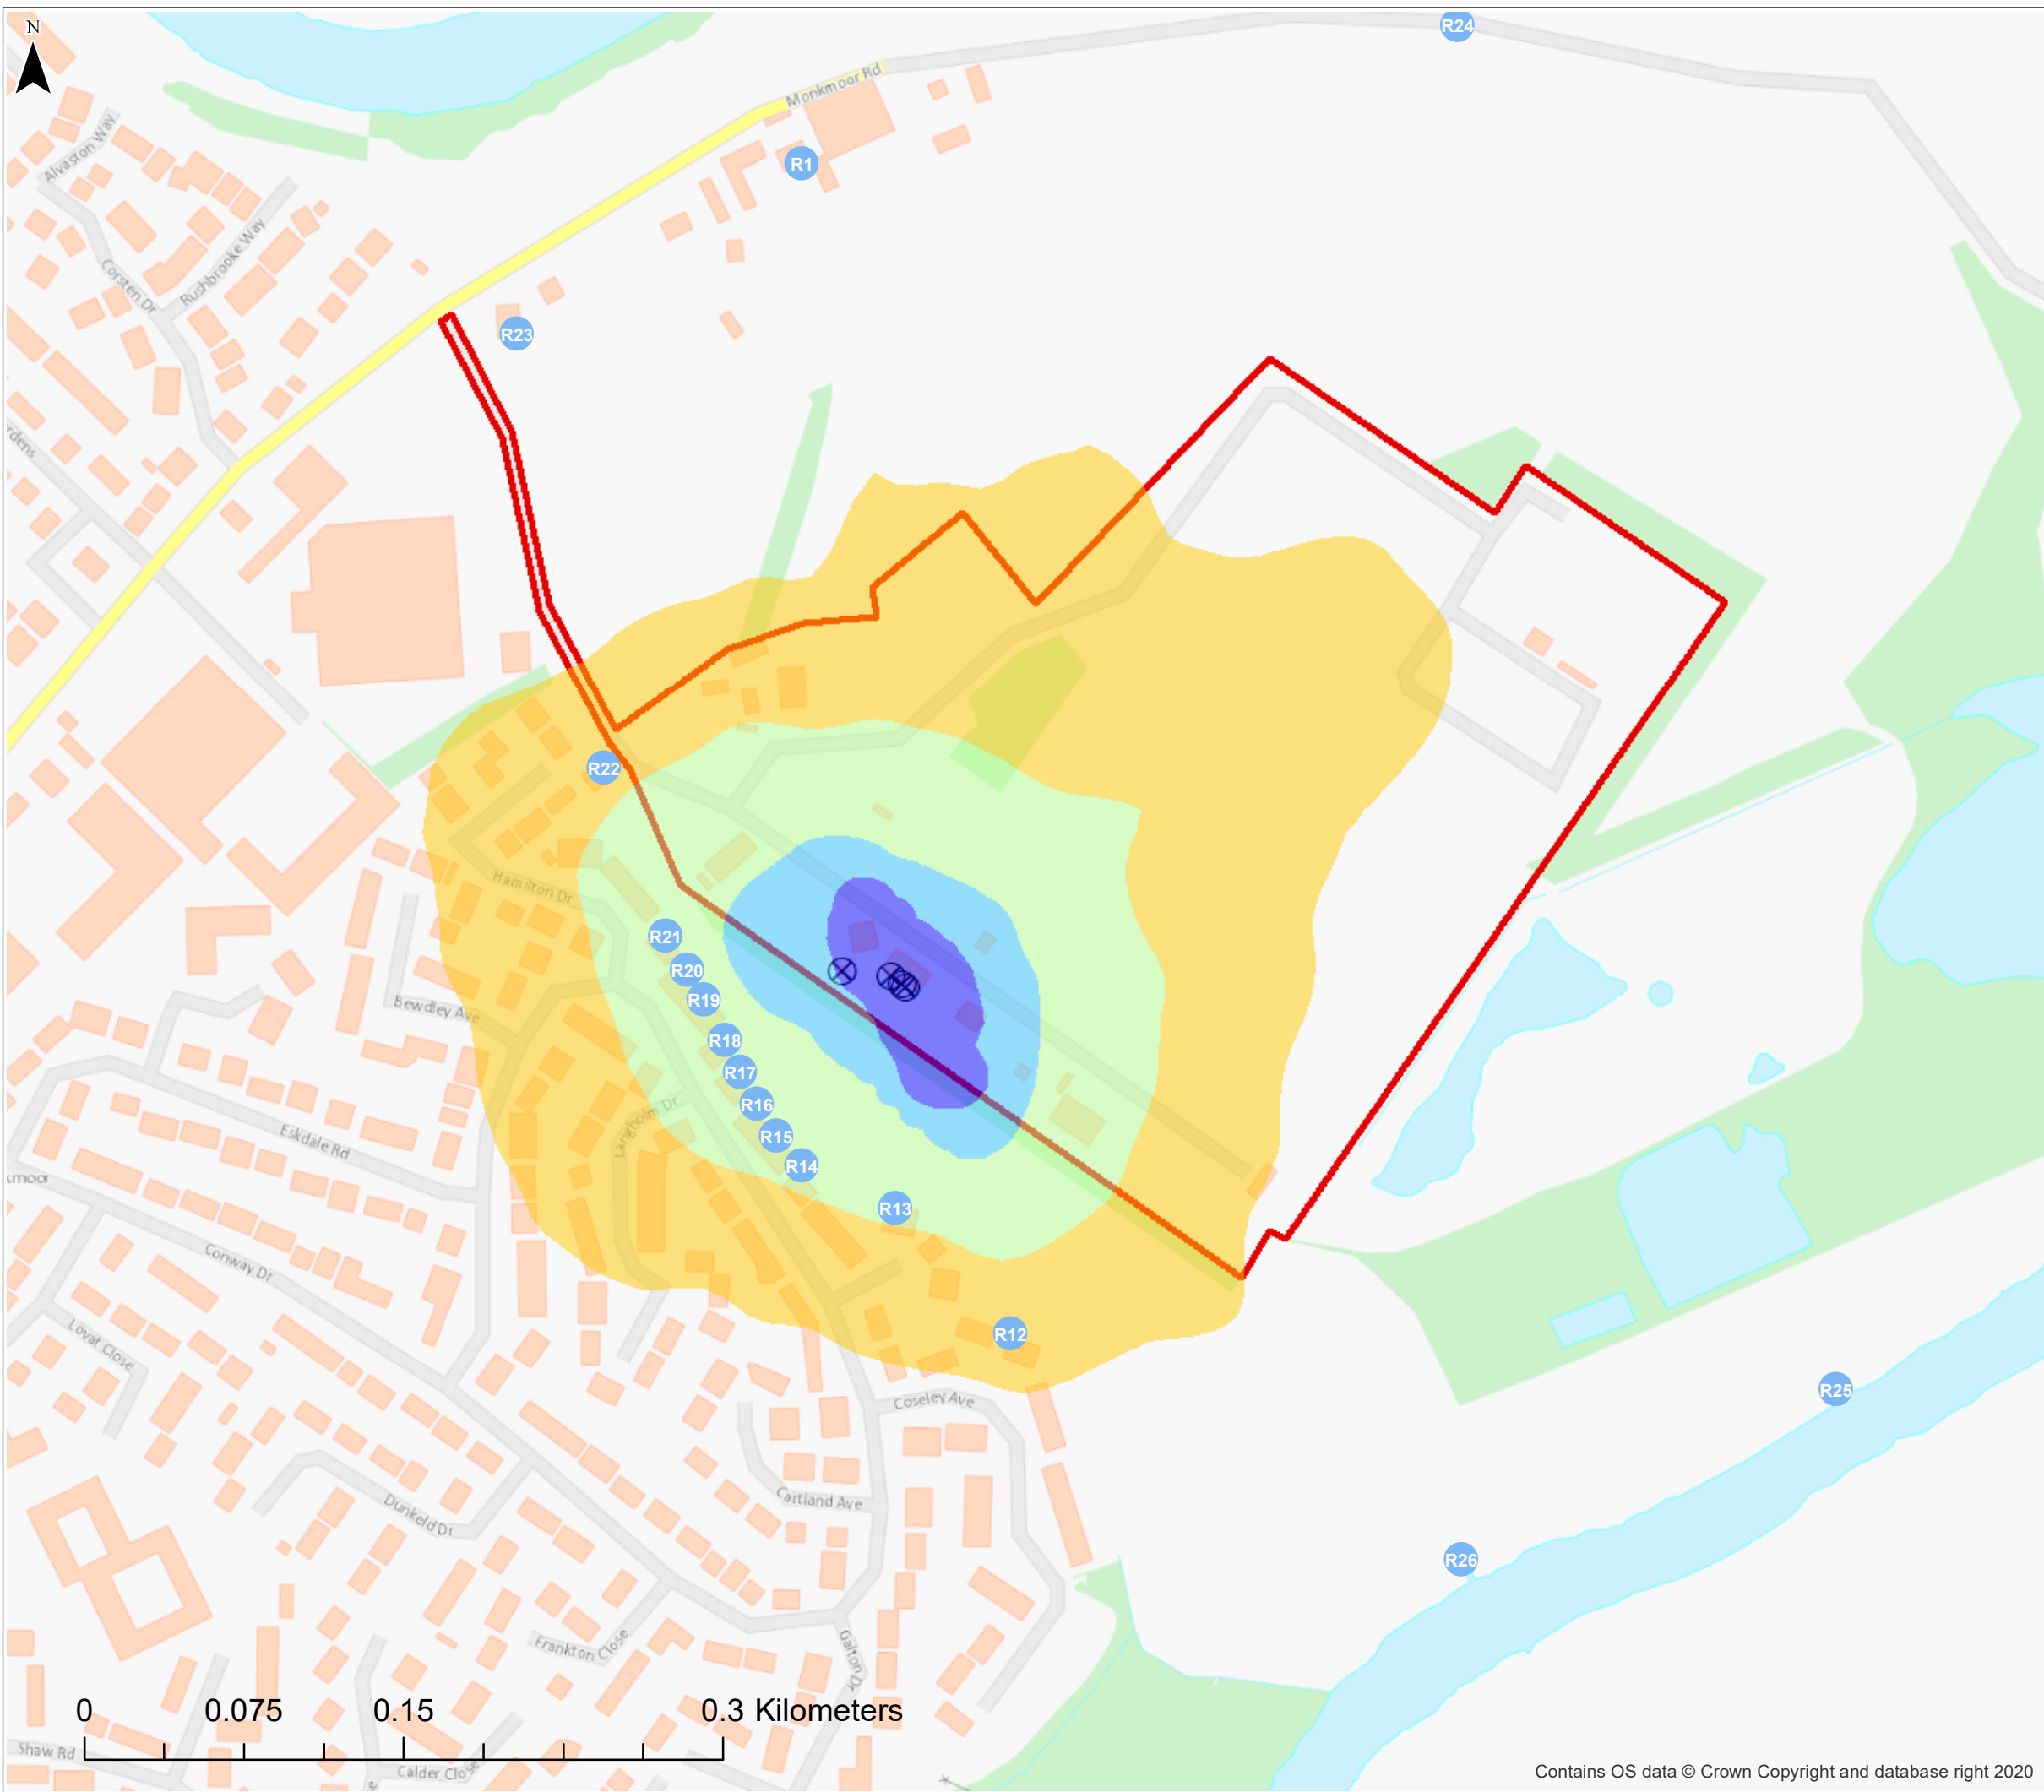 N
R24
Monkmoor Rd
R1
Alvaston Way
Rushbrooke Way
Corsten Dr
R23
rdens
R22
Hamilton Dr
R21
R20
R19
Bewdley Ave
R18
R17
R16
Langholm Dr
R15
Eskdale Rd
R14
kmoor
R13
Conway Dr
R12
Lovat Close
R25
Coseley Ave
Cartland Ave
Dunkeld Dr
R26
Frankton Close
Galton Dr
0 0.075 0.15 0.3 Kilometers
Shaw Rd
Calder Close
e
Contains OS data © Crown Copyright and database right 2020